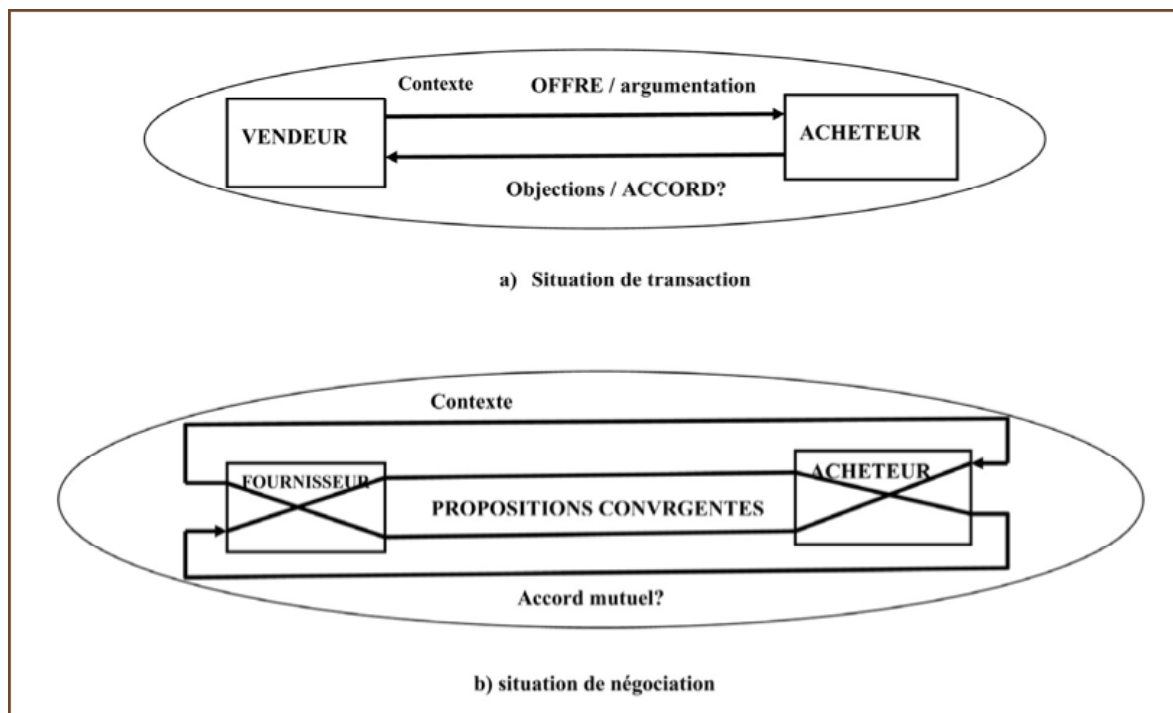 Contexte
OFFRE / argumentation
VENDEUR
ACHETEUR
Objections / ACCORD?
a) Situation de transaction
Contexte
FOURNISSEUR
ACHETEUR
PROPOSITIONS CONVRGENTES
Accord mutuel?
b) situation de négociation